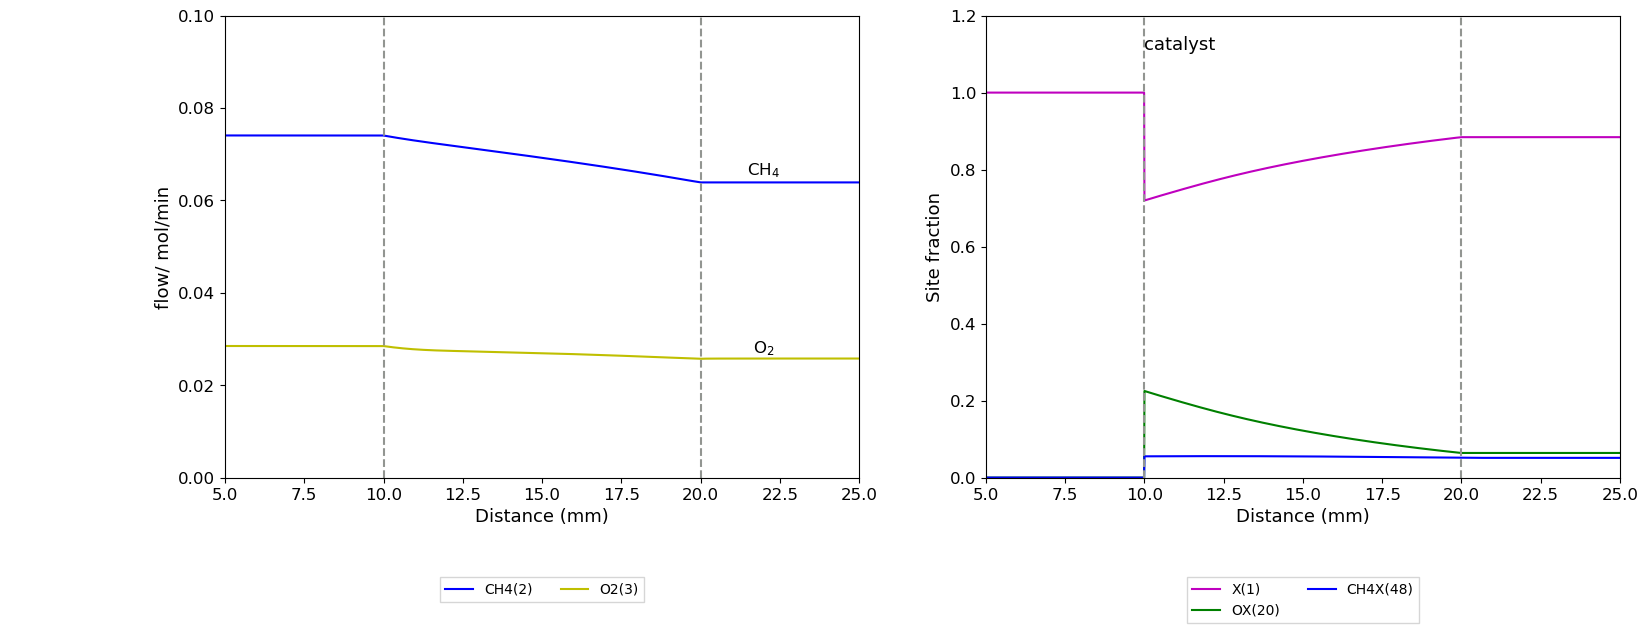 0.10
0.08
0.06
0.04
0.02
0.00
flow/ mol/min
CH₄
O₂
5.0 7.5 10.0 12.5 15.0 17.5 20.0 22.5 25.0
Distance (mm)
CH4(2) O2(3)
1.2
1.0
0.8
0.6
0.4
0.2
0.0
Site fraction
catalyst
5.0 7.5 10.0 12.5 15.0 17.5 20.0 22.5 25.0
Distance (mm)
X(1) CH4X(48)
OX(20)